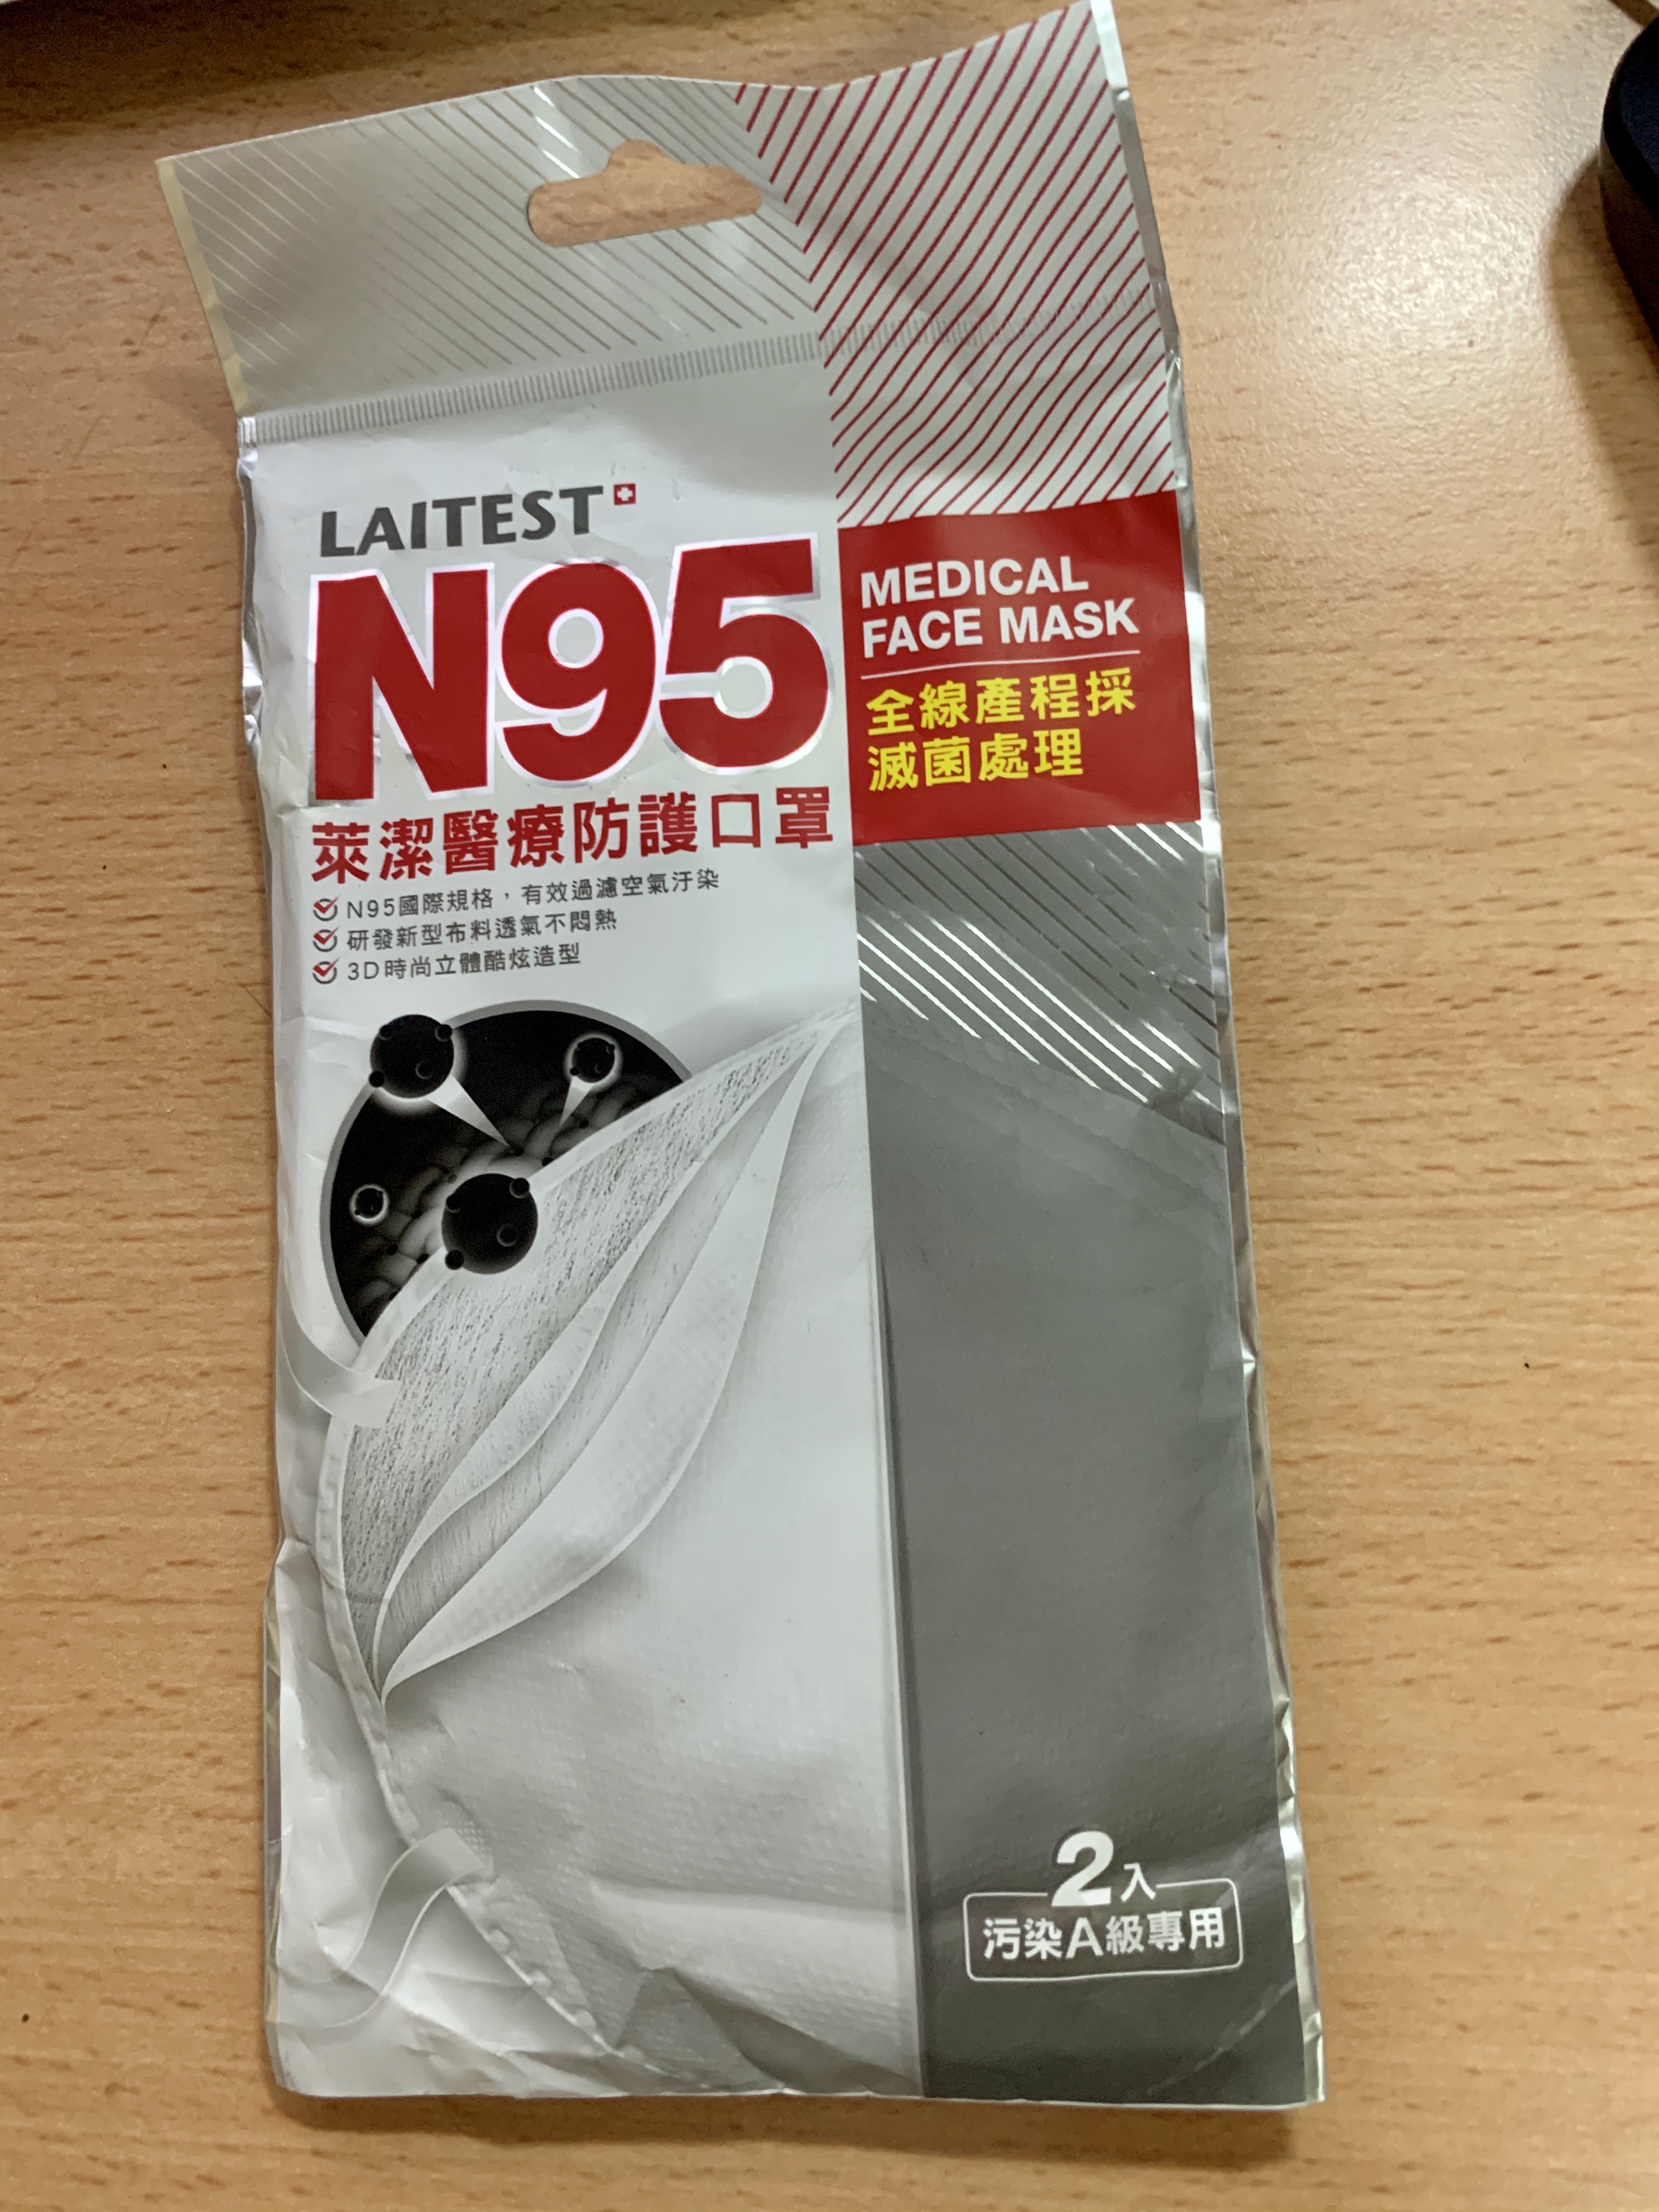 LAITEST
N95
萊潔醫療防護口罩
N95國際規格，有效過濾空氣汙染
研發新型布料透氣不悶熱
3D時尚立體酷炫造型
MEDICAL
FACE MASK
全線產程採
滅菌處理
2入
污染A級專用